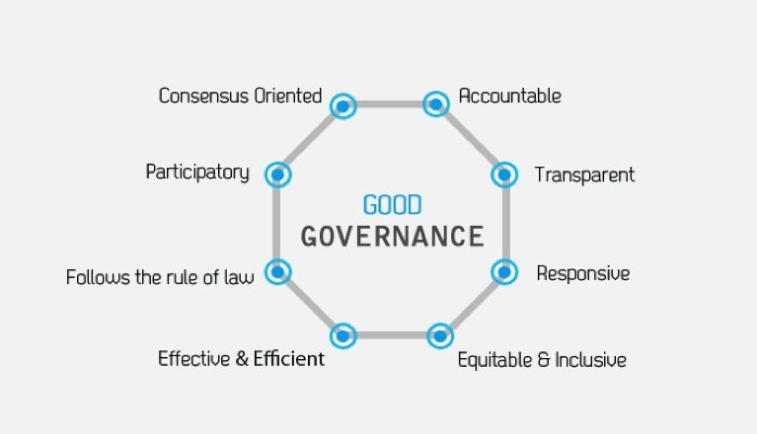 Consensus Oriented
Accountable
Participatory
Transparent
GOOD
GOVERNANCE
Follows the rule of law
Responsive
Effective & Efficient
Equitable & Inclusive